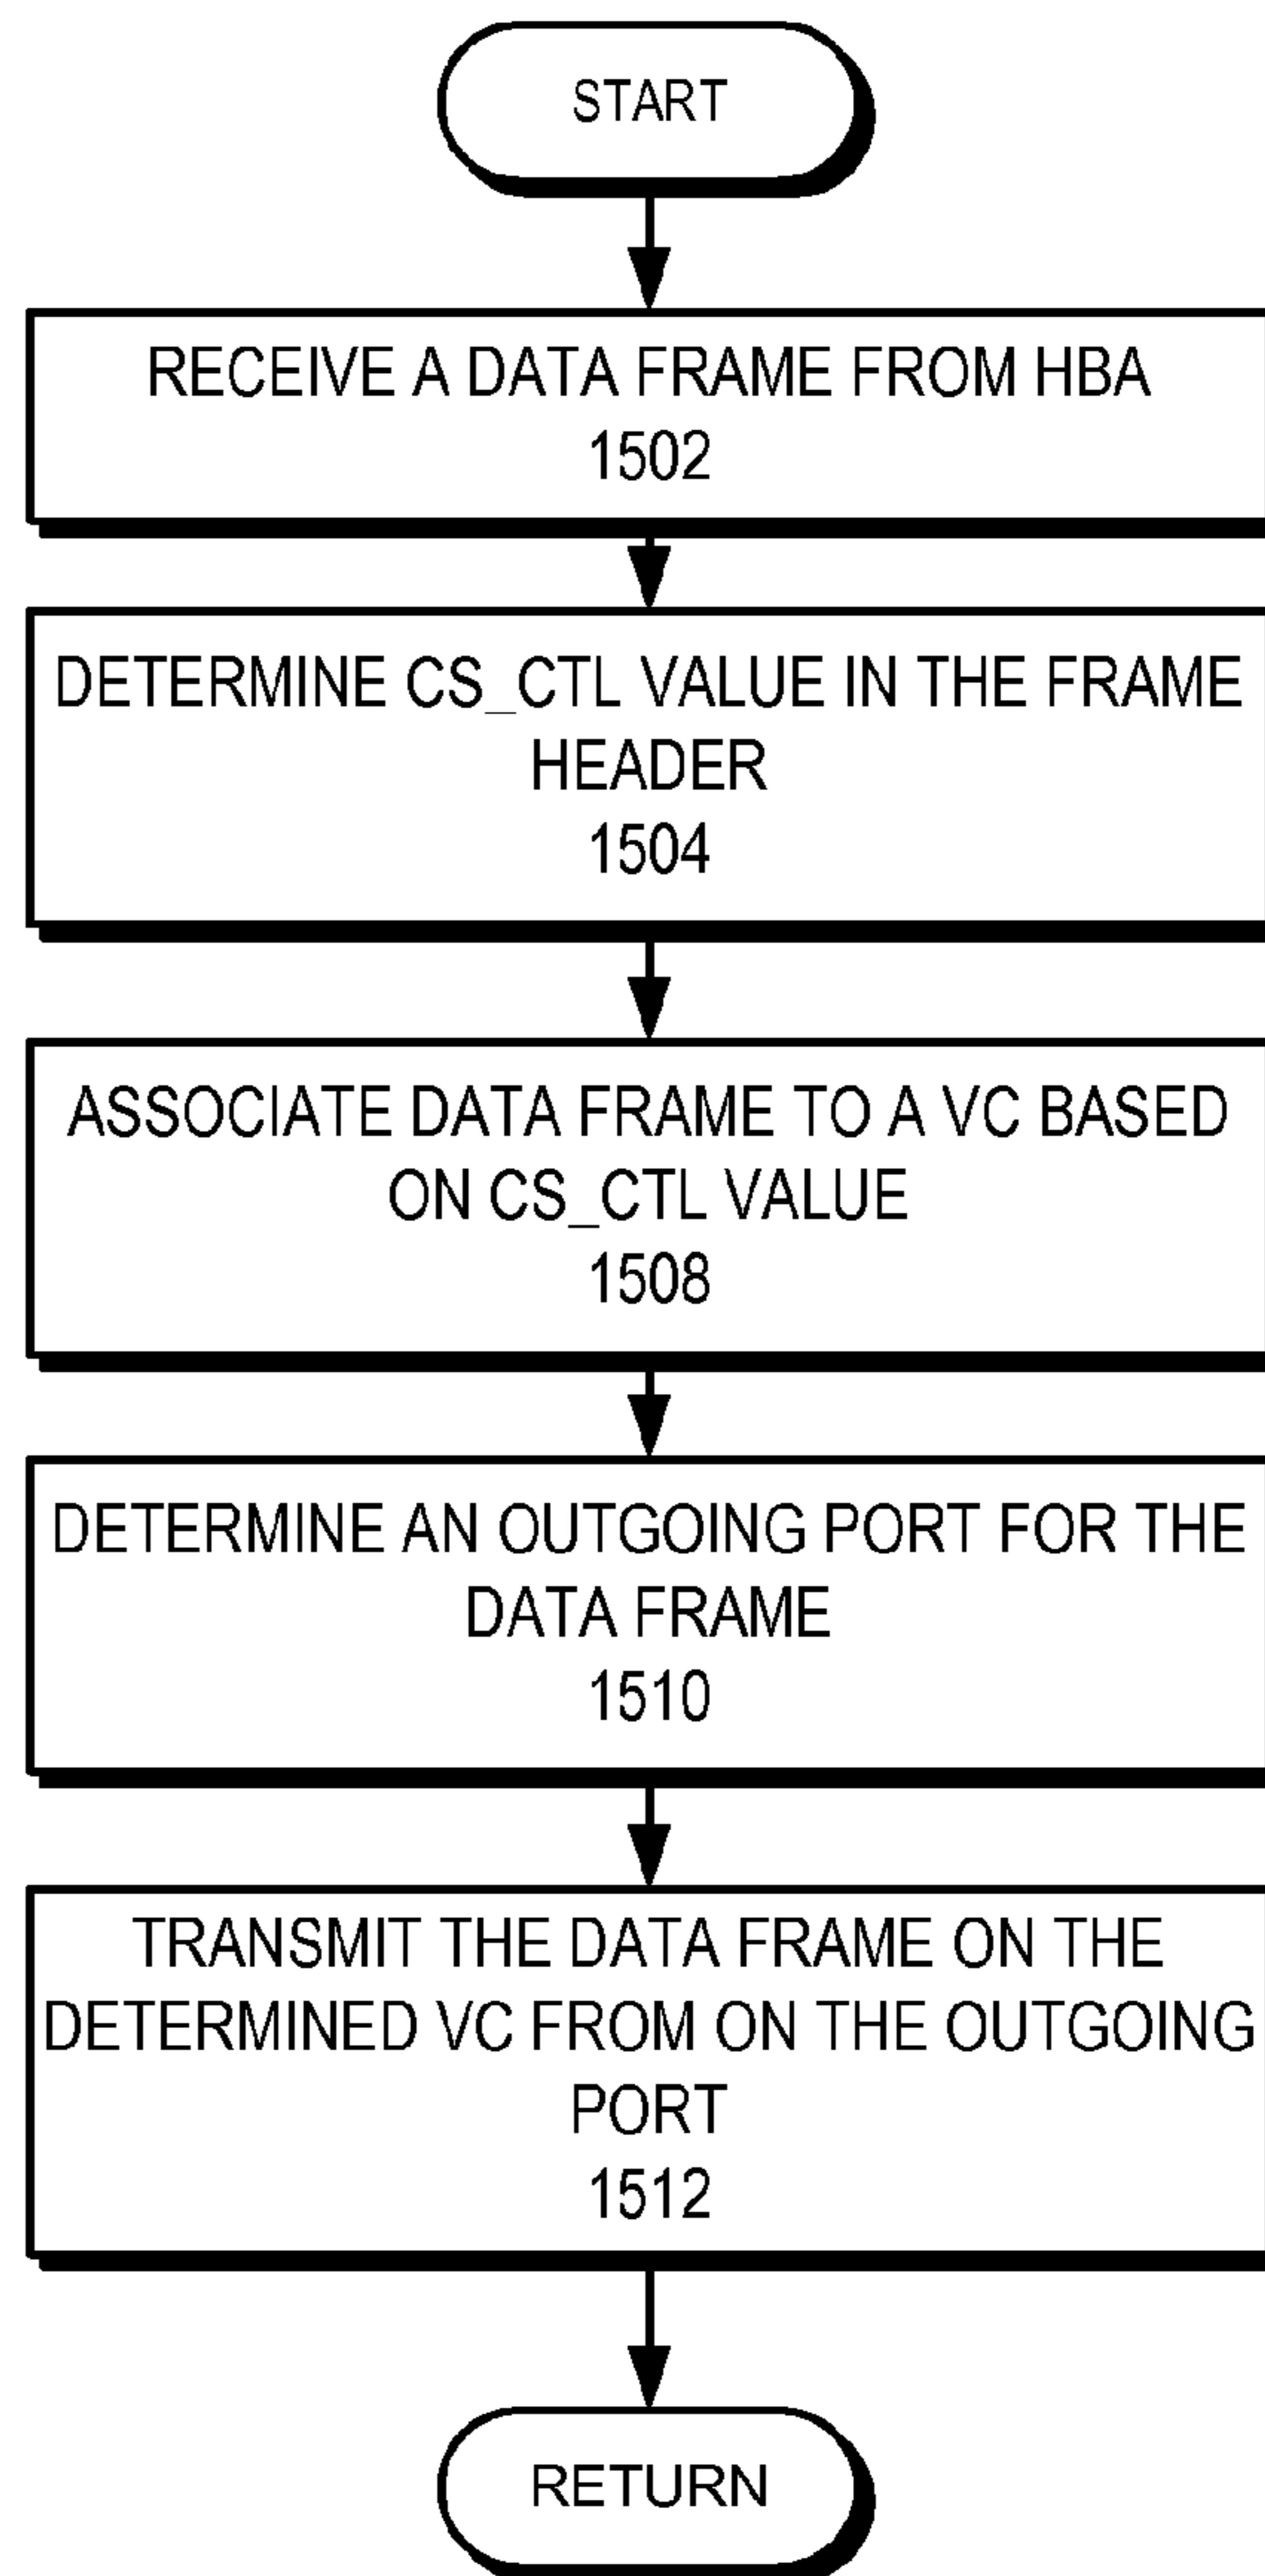 START
RECEIVE A DATA FRAME FROM HBA
1502
DETERMINE CS_CTL VALUE IN THE FRAME
HEADER
1504
ASSOCIATE DATA FRAME TO A VC BASED
ON CS_CTL VALUE
1508
DETERMINE AN OUTGOING PORT FOR THE
DATA FRAME
1510
TRANSMIT THE DATA FRAME ON THE
DETERMINED VC FROM ON THE OUTGOING
PORT
1512
RETURN